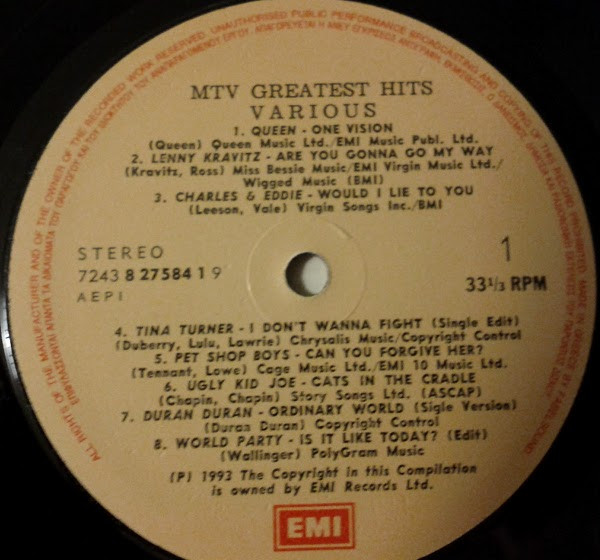 MTV GREATEST HITS
VARIOUS
1. QUEEN - ONE VISION
(Queen) Queen Music Ltd./EMI Music Publ. Ltd.
2. LENNY KRAVITZ - ARE YOU GONNA GO MY WAY
(Kravitz, Ross) Miss Bessie Music/EMI Virgin Music Ltd./
Wigged Music (BMI)
3. CHARLES & EDDIE - WOULD I LIE TO YOU
(Leeson, Vale) Virgin Songs Inc./BMI
STEREO
7243 8 27584 1 9
AEPI
1
33 1/3 RPM
4. TINA TURNER - I DON'T WANNA FIGHT (Single Edit)
(Duberry, Lulu, Lawrie) Chrysalis Music/Copyright Control
5. PET SHOP BOYS - CAN YOU FORGIVE HER?
(Tennant, Lowe) Cage Music Ltd./EMI 10 Music Ltd.
6. UGLY KID JOE - CATS IN THE CRADLE
(Chapin, Chapin) Story Songs Ltd. (ASCAP)
7. DURAN DURAN - ORDINARY WORLD (Sigle Version)
(Duran Duran) Copyright Control
8. WORLD PARTY - IS IT LIKE TODAY? (Edit)
(Wallinger) PolyGram Music
(P) 1993 The Copyright in this Compilation
is owned by EMI Records Ltd.
EMI
ALL RIGHTS OF THE MANUFACTURER AND OF THE OWNER OF THE RECORDED WORK RESERVED. UNAUTHORISED PUBLIC PERFORMANCE BROADCASTING AND COPYING OF THIS RECORD PROHIBITED. MADE IN GREECE BY